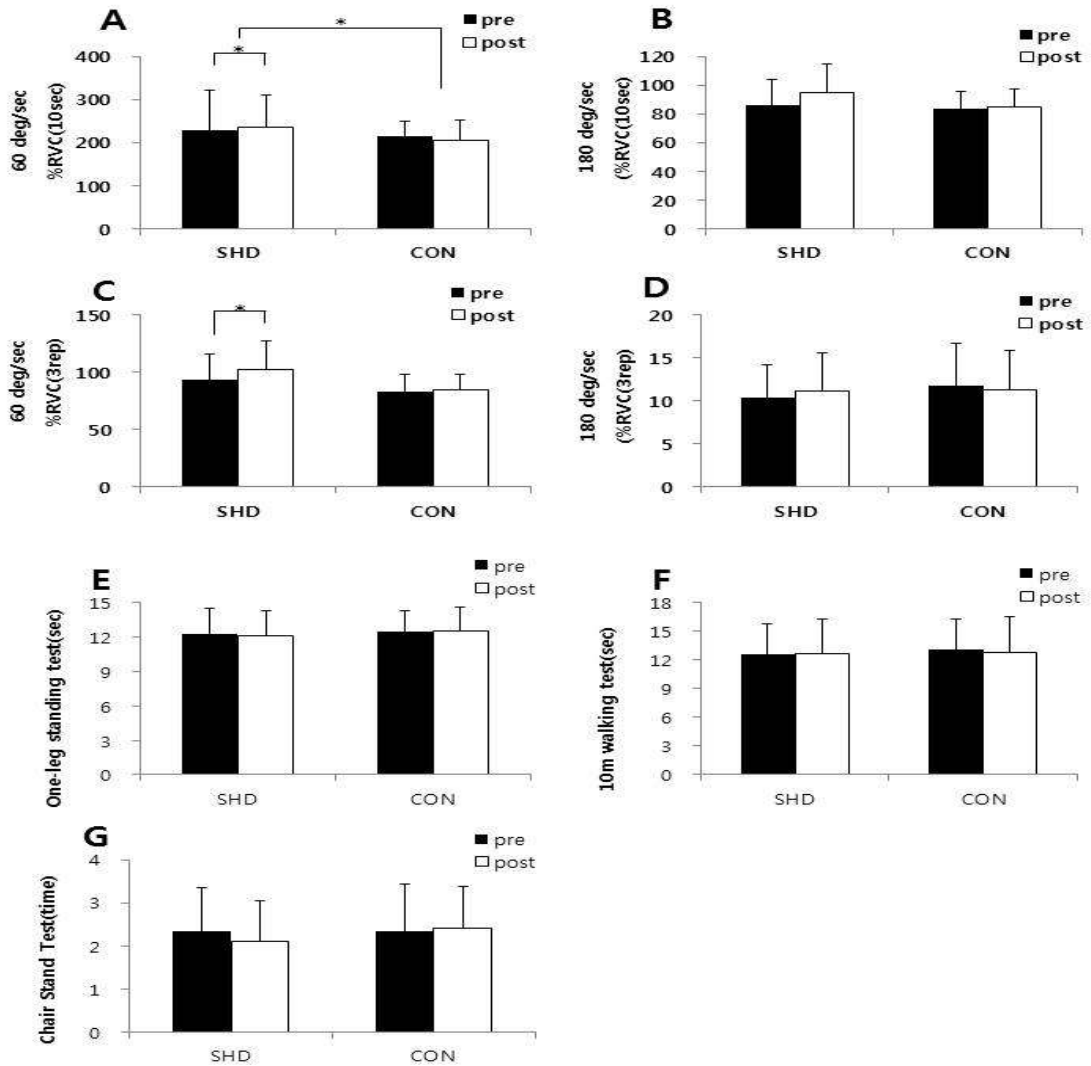 A
*
pre
post
*
400
300
200
100
0
60 deg/sec
%RVC(10sec)
SHD
CON
B
pre
post
120
100
80
60
40
20
0
180 deg/sec
(%RVC(10sec)
SHD
CON
C
pre
post
*
150
100
50
0
60 deg/sec
%RVC(3rep)
SHD
CON
D
pre
post
20
15
10
5
0
180 deg/sec
(%RVC(3rep)
SHD
CON
E
pre
post
15
12
9
6
3
0
One-leg standing test(sec)
SHD
CON
F
pre
post
18
15
12
9
6
3
0
10m walking test(sec)
SHD
CON
G
pre
post
4
3
2
1
0
Chair Stand Test(time)
SHD
CON